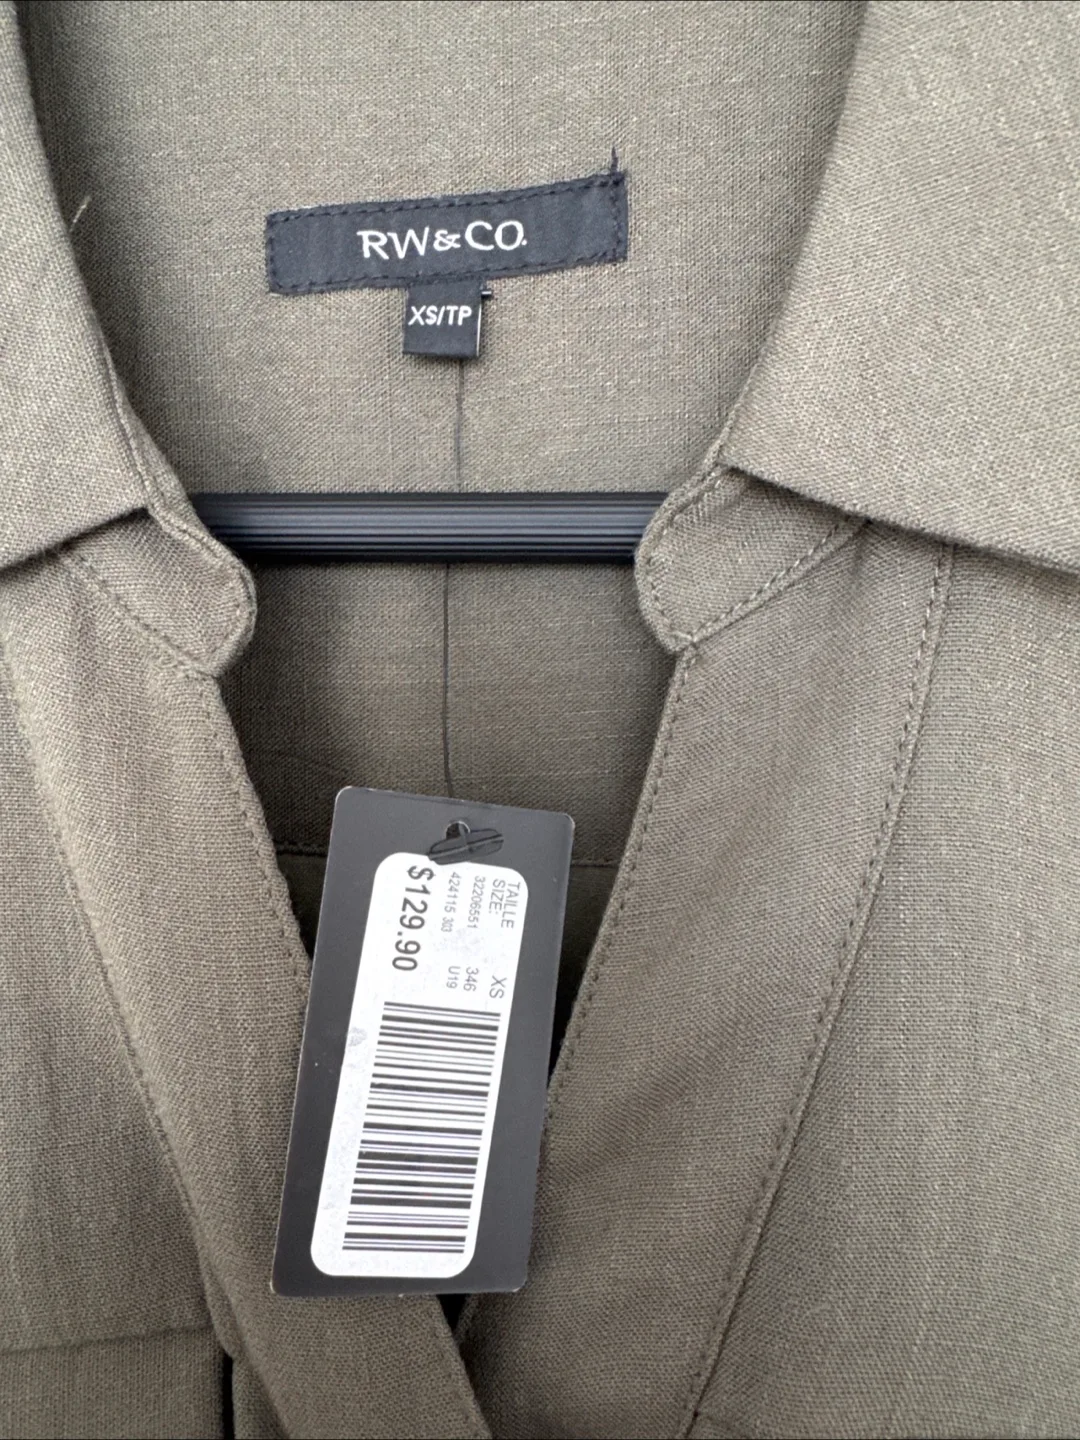 RW&CO.
XS/TP
TAILLE
SIZE: XS
32206551 346
424115 303 U19
$129.90